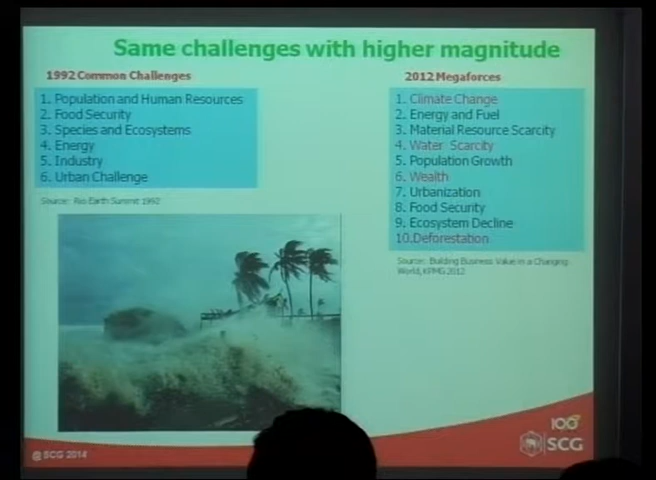 Same challenges with higher magnitude
1992 Common Challenges
1. Population and Human Resources
2. Food Security
3. Species and Ecosystems
4. Energy
5. Industry
6. Urban Challenge
Source: Rio Earth Summit 1992
2012 Megaforces
1. Climate Change
2. Energy and Fuel
3. Material Resource Scarcity
4. Water Scarcity
5. Population Growth
6. Wealth
7. Urbanization
8. Food Security
9. Ecosystem Decline
10. Deforestation
Source: Building Business Value in a Changing
World, KPMG 2012
@ SCG 2014
100
SCG